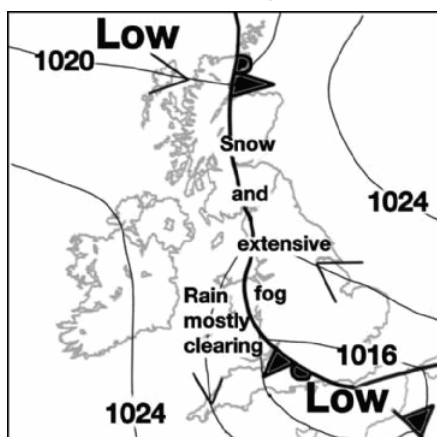 Low
1020
Snow
and
1024
extensive
Rain
fog
mostly
clearing
1016
Low
1024